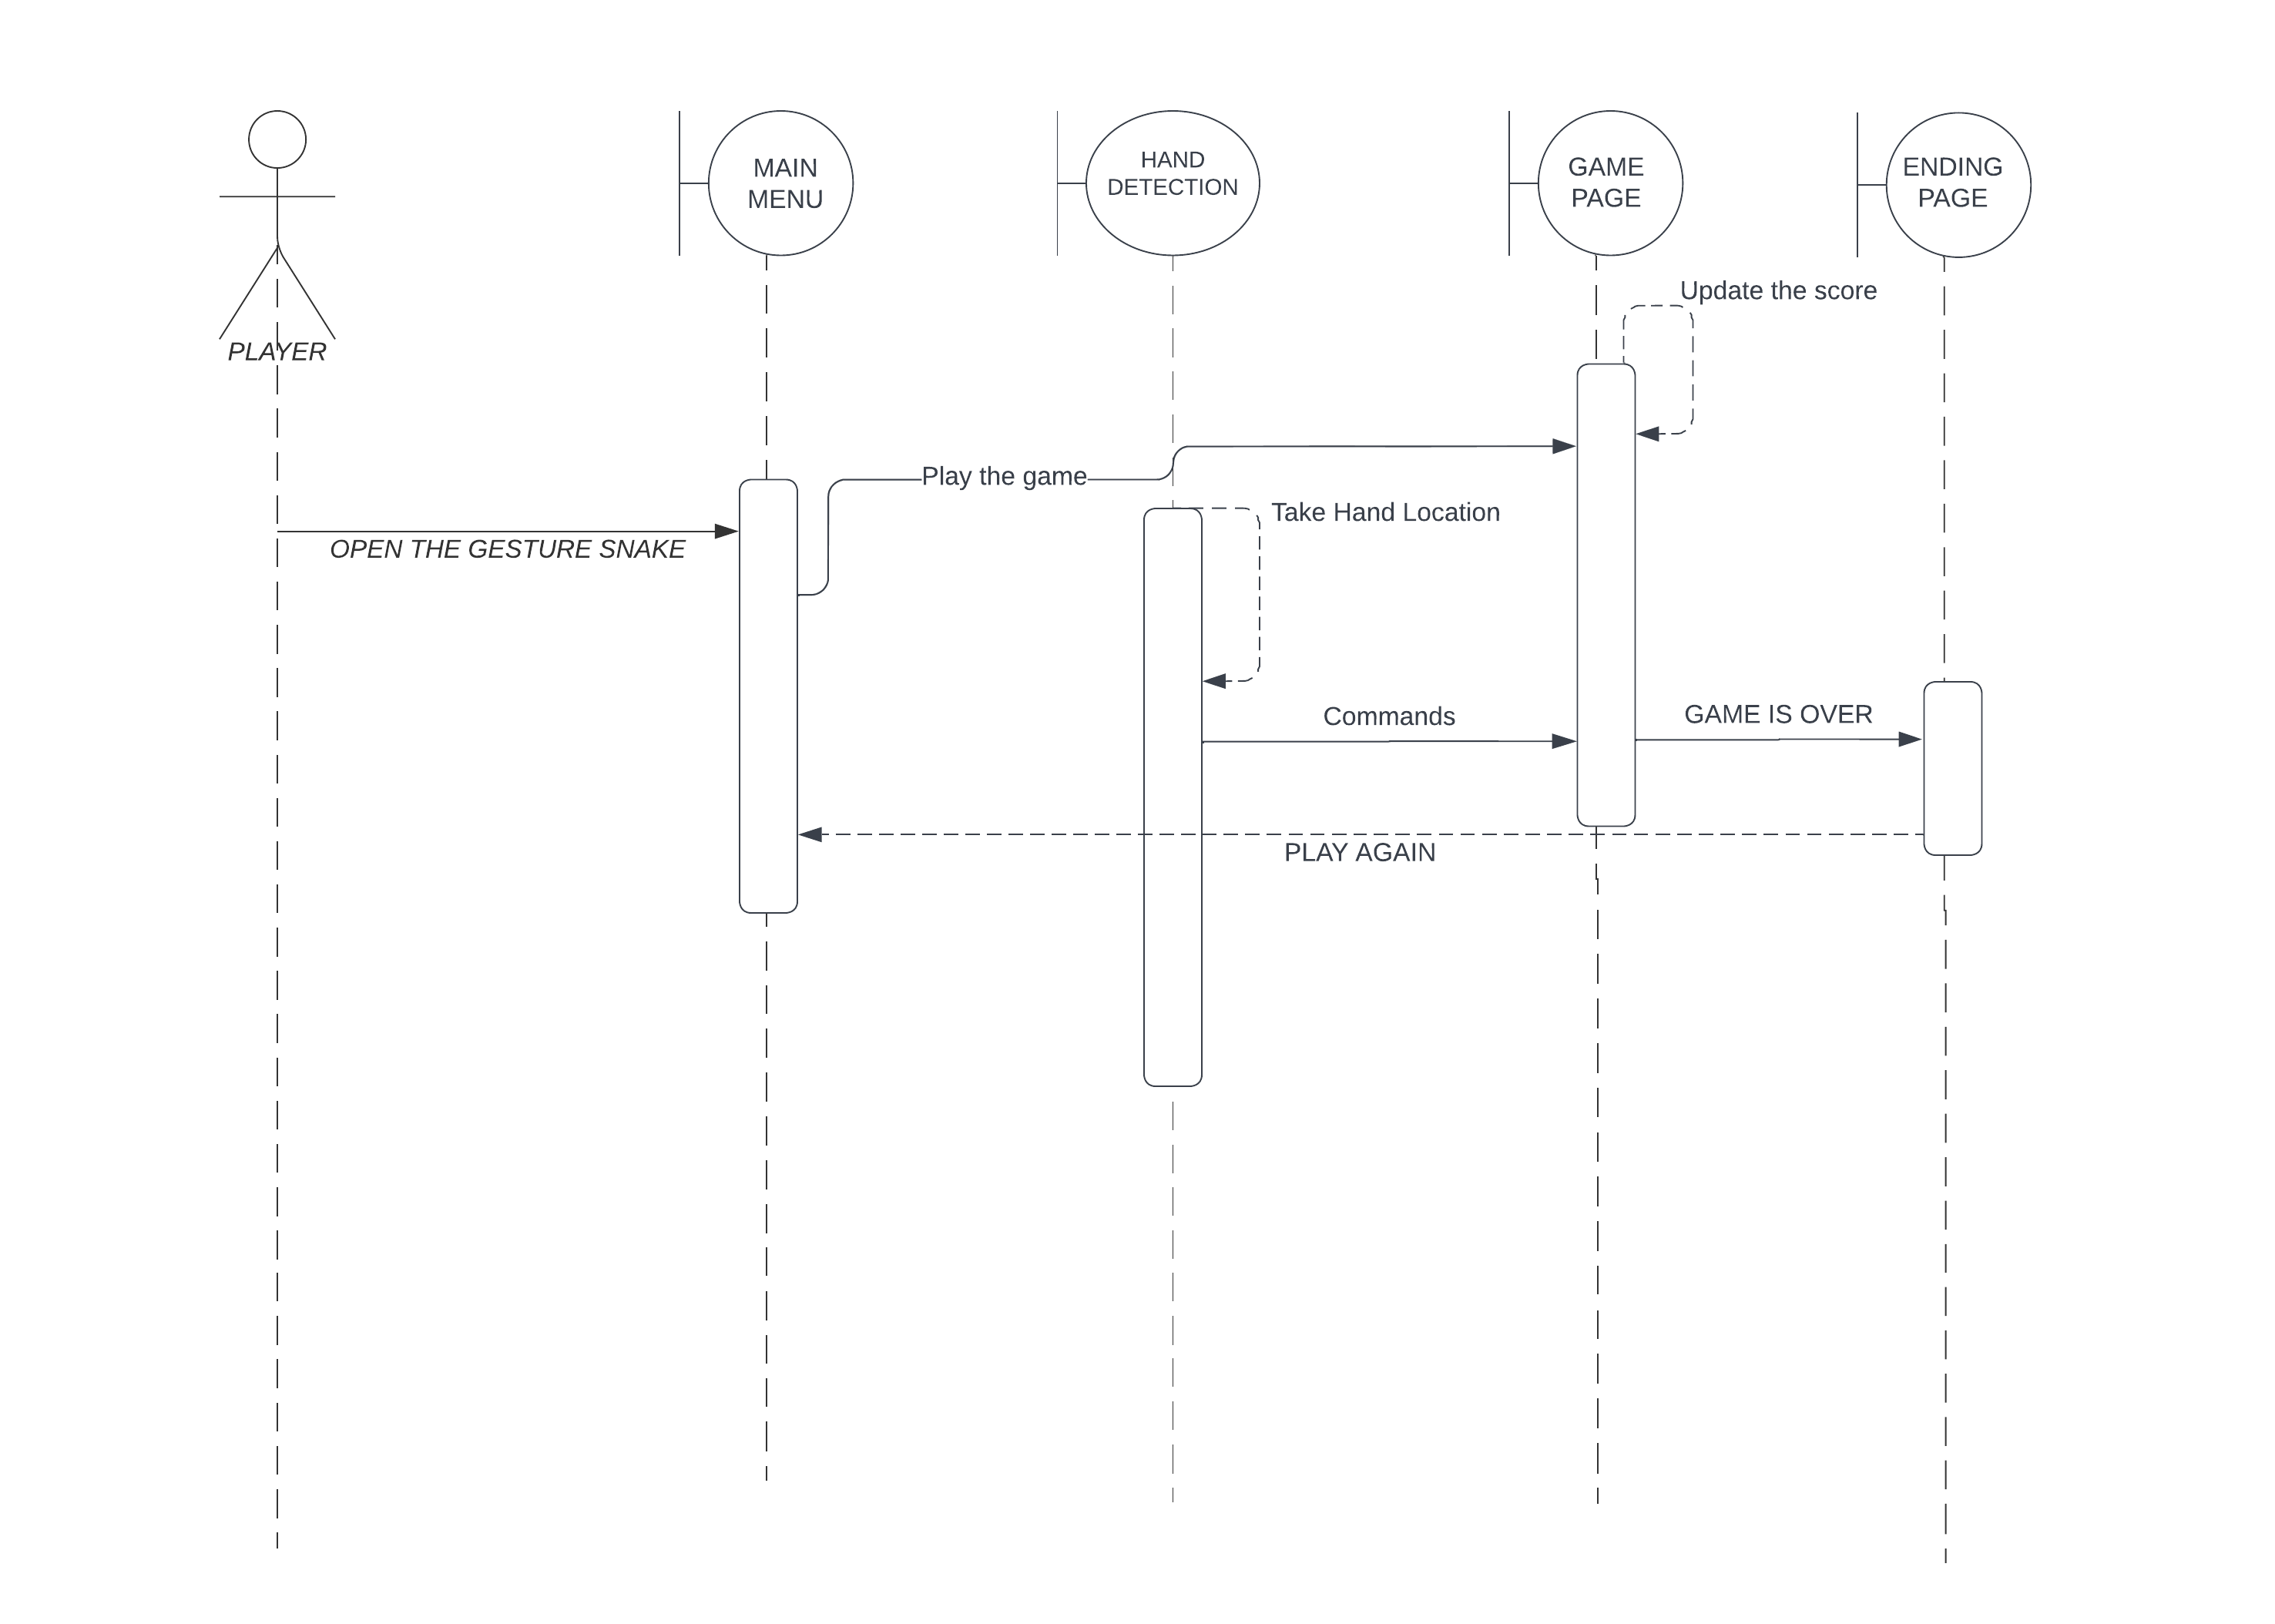 MAIN
MENU
HAND
DETECTION
GAME
PAGE
ENDING
PAGE
Update the score
PLAYER
Play the game
Take Hand Location
OPEN THE GESTURE SNAKE
Commands
GAME IS OVER
PLAY AGAIN